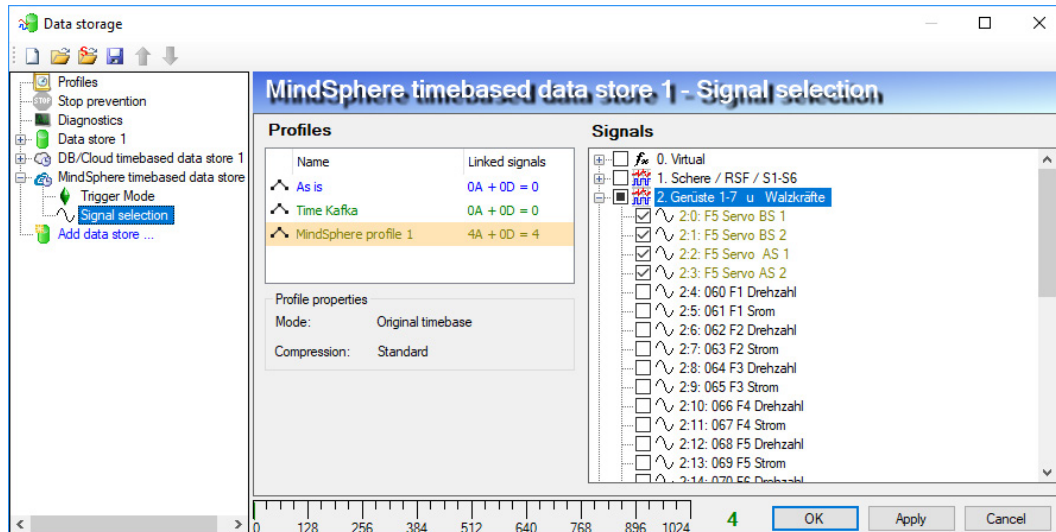 Data storage
Profiles
STOP Stop prevention
Diagnostics
Data store 1
DB/Cloud timebased data store 1
MindSphere timebased data store
Trigger Mode
Signal selection
Add data store ...
MindSphere timebased data store 1 - Signal selection
Profiles
Name Linked signals
As is 0A + 0D = 0
Time Kafka 0A + 0D = 0
MindSphere profile 1 4A + 0D = 4
Profile properties
Mode: Original timebase
Compression: Standard
Signals
fx 0. Virtual
1. Schere / RSF / S1-S6
2. Gerüste 1-7 u Walzkräfte
2:0: F5 Servo BS 1
2:1: F5 Servo BS 2
2:2: F5 Servo AS 1
2:3: F5 Servo AS 2
2:4: 060 F1 Drehzahl
2:5: 061 F1 Srom
2:6: 062 F2 Drehzahl
2:7: 063 F2 Strom
2:8: 064 F3 Drehzahl
2:9: 065 F3 Strom
2:10: 066 F4 Drehzahl
2:11: 067 F4 Strom
2:12: 068 F5 Drehzahl
2:13: 069 F5 Strom
2:14: 070 F6 Drehzahl
0 128 256 384 512 640 768 896 1024
4
OK Apply Cancel